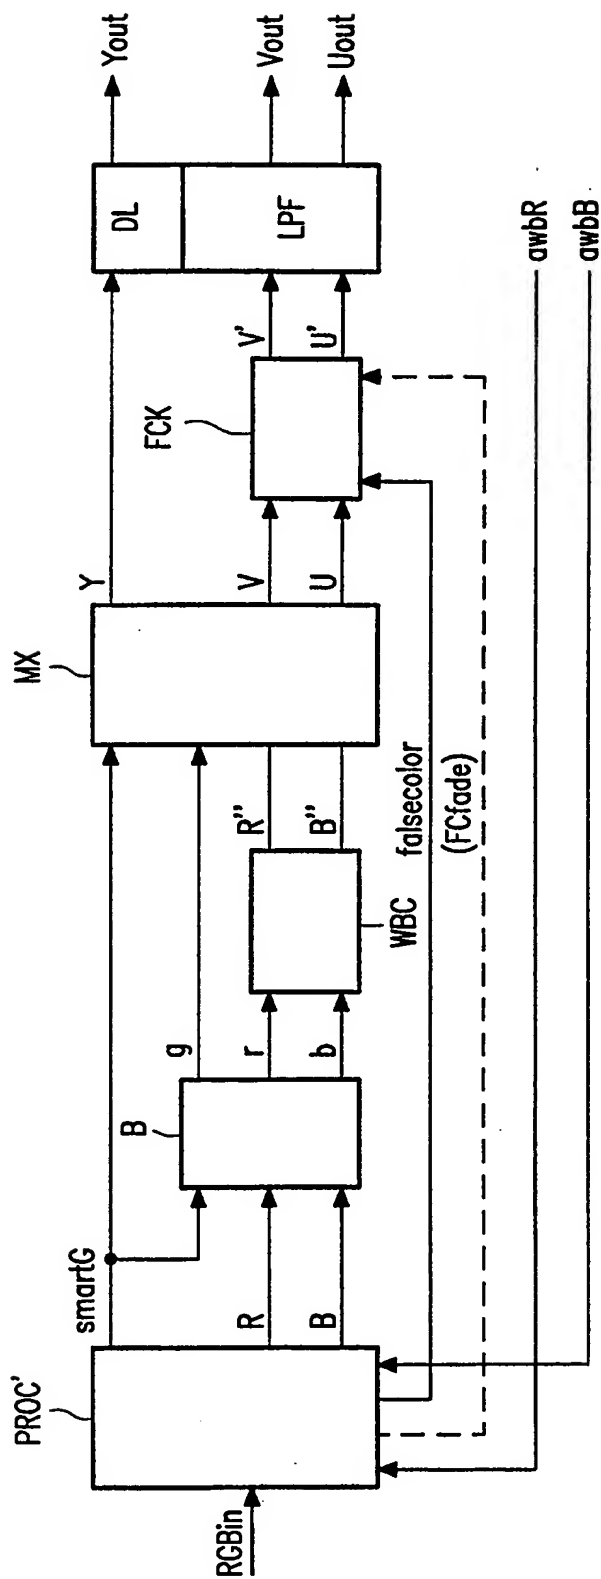 RGBin
PROC'
smartG
R
B
B
g
r
b
WBC
R''
B''
MX
Y
V
U
falsecolor
(FCfade)
FCK
V'
U'
DL
LPF
Yout
Vout
Uout
awbR
awbB